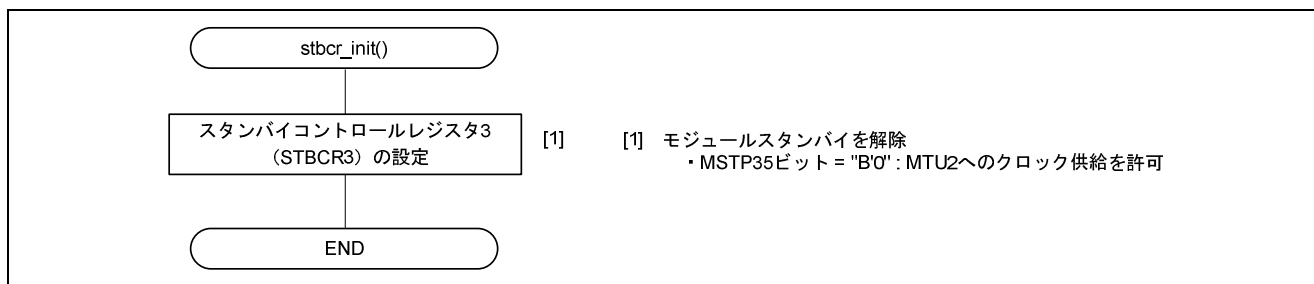 stbcr_init()
スタンバイコントロールレジスタ3
（STBCR3）の設定
[1]
[1] モジュールスタンバイを解除
・MSTP35ビット = "B'0" : MTU2へのクロック供給を許可
END